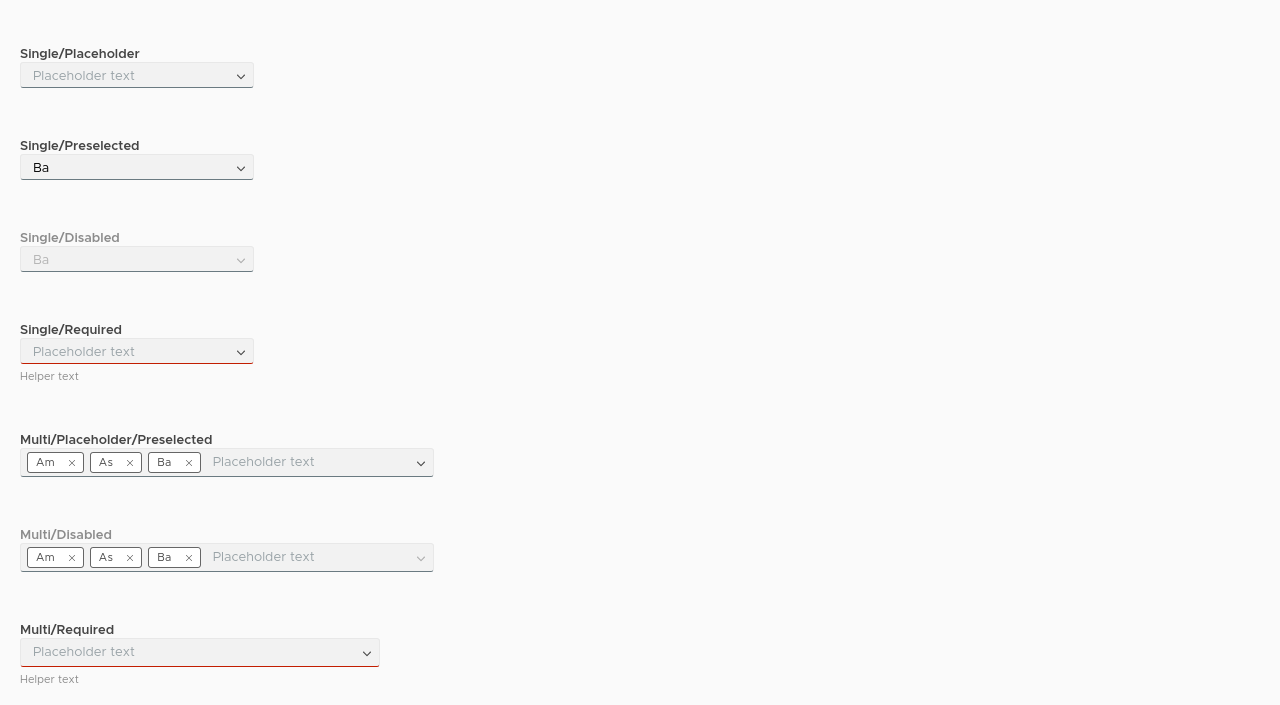 Single/Placeholder
Placeholder text
Single/Preselected
Ba
Single/Disabled
Ba
Single/Required
Placeholder text
Helper text
Multi/Placeholder/Preselected
Am As Ba Placeholder text
Multi/Disabled
Am As Ba Placeholder text
Multi/Required
Placeholder text
Helper text